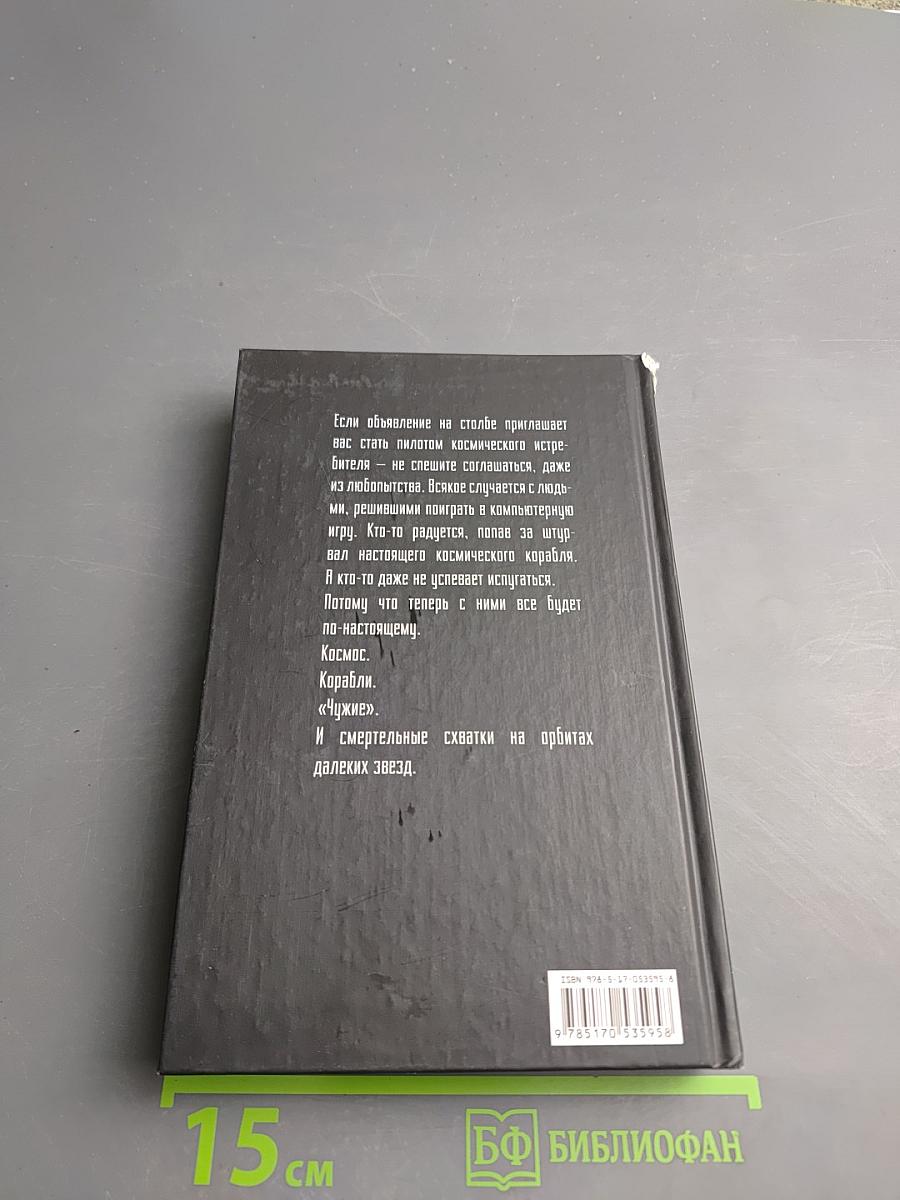 Если объявление на столбе приглашает
вас стать пилотом космического истре-
бителя — не спешите соглашаться, даже
из любопытства. Всякое случается с людь-
ми, решившими поиграть в компьютерную
игру. Кто-то радуется, попав за штур-
вал настоящего космического корабля.
А кто-то даже не успевает испугаться.
Потому что теперь с ними все будет
по-настоящему.
Космос.
Корабли.
«Чужие».
И смертельные схватки на орбитах
далеких звезд.
ISBN 978-5-17-053595-8
9 785170 535958
15 см
БФ БИБЛИОФАН